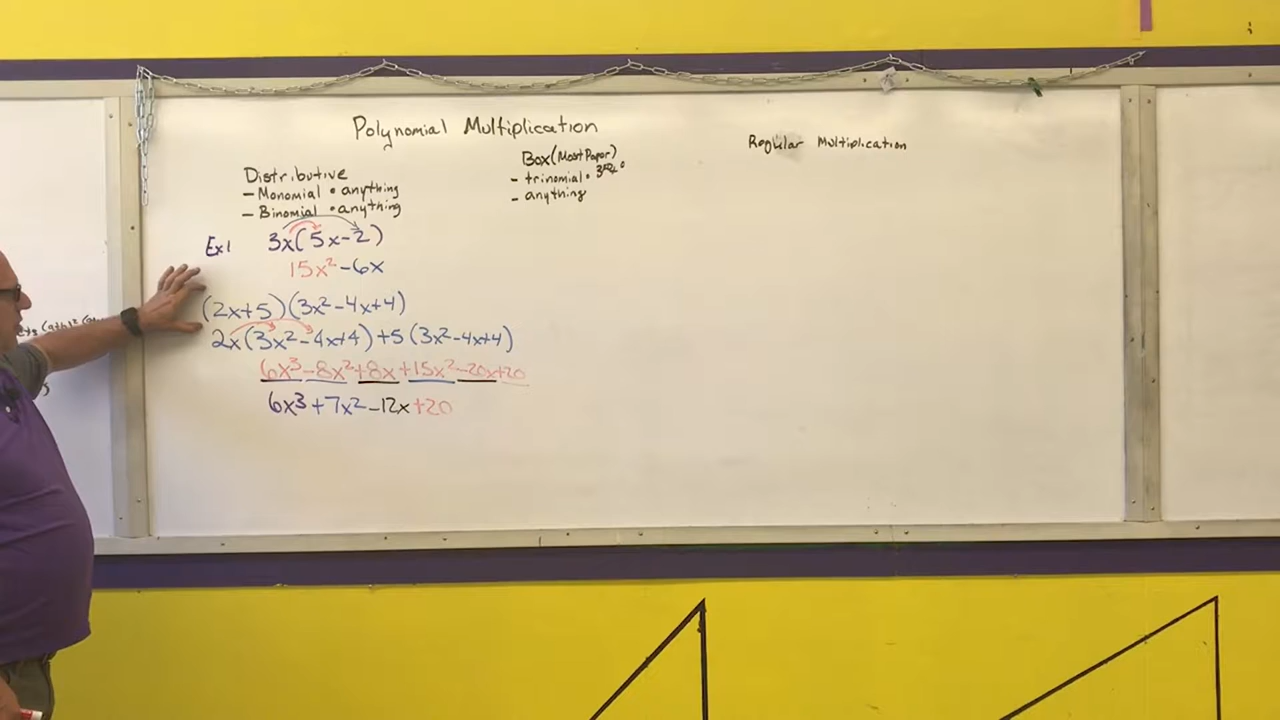 Polynomial Multiplication
Distributive
- Monomial • anything
- Binomial • anything
Ex1 3x(5x-2)
15x² -6x
(2x+5)(3x²-4x+4)
2x(3x²-4x+4)+5(3x²-4x+4)
6x³-8x²+8x+15x²-20x+20
6x³+7x²-12x+20
Box (Most Paper)
- trinomial •
- anything
Regular Multiplication